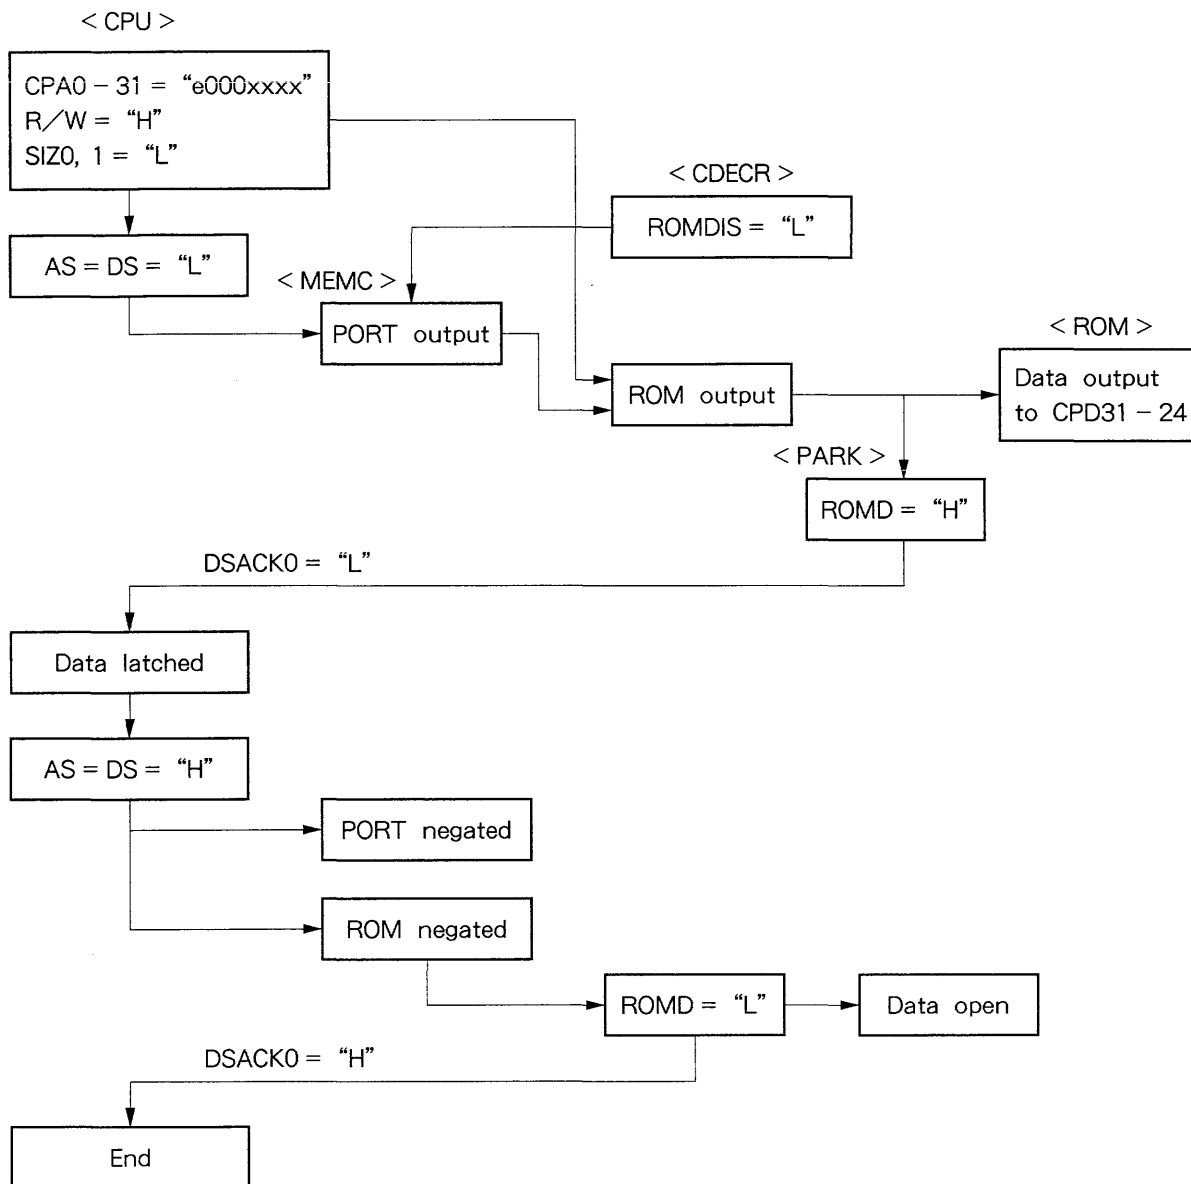 < CPU >
CPA0 – 31 = “e000xxxx”
R／W = “H”
SIZ0, 1 = “L”
< CDECR >
ROMDIS = “L”
AS = DS = “L”
< MEMC >
PORT output
< ROM >
Data output
to CPD31 – 24
ROM output
< PARK >
ROMD = “H”
DSACK0 = “L”
Data latched
AS = DS = “H”
PORT negated
ROM negated
ROMD = “L”
Data open
DSACK0 = “H”
End